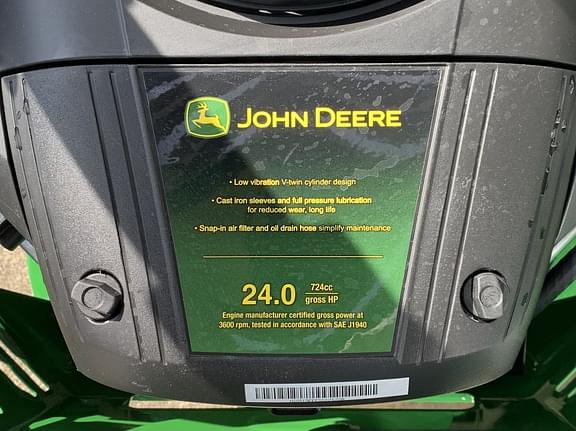 JOHN DEERE
• Low vibration V-twin cylinder design
• Cast iron sleeves and full pressure lubrication
for reduced wear, long life
• Snap-in air filter and oil drain hose simplify maintenance
24.0 724cc
gross HP
Engine manufacturer certified gross power at
3600 rpm, tested in accordance with SAE J1940